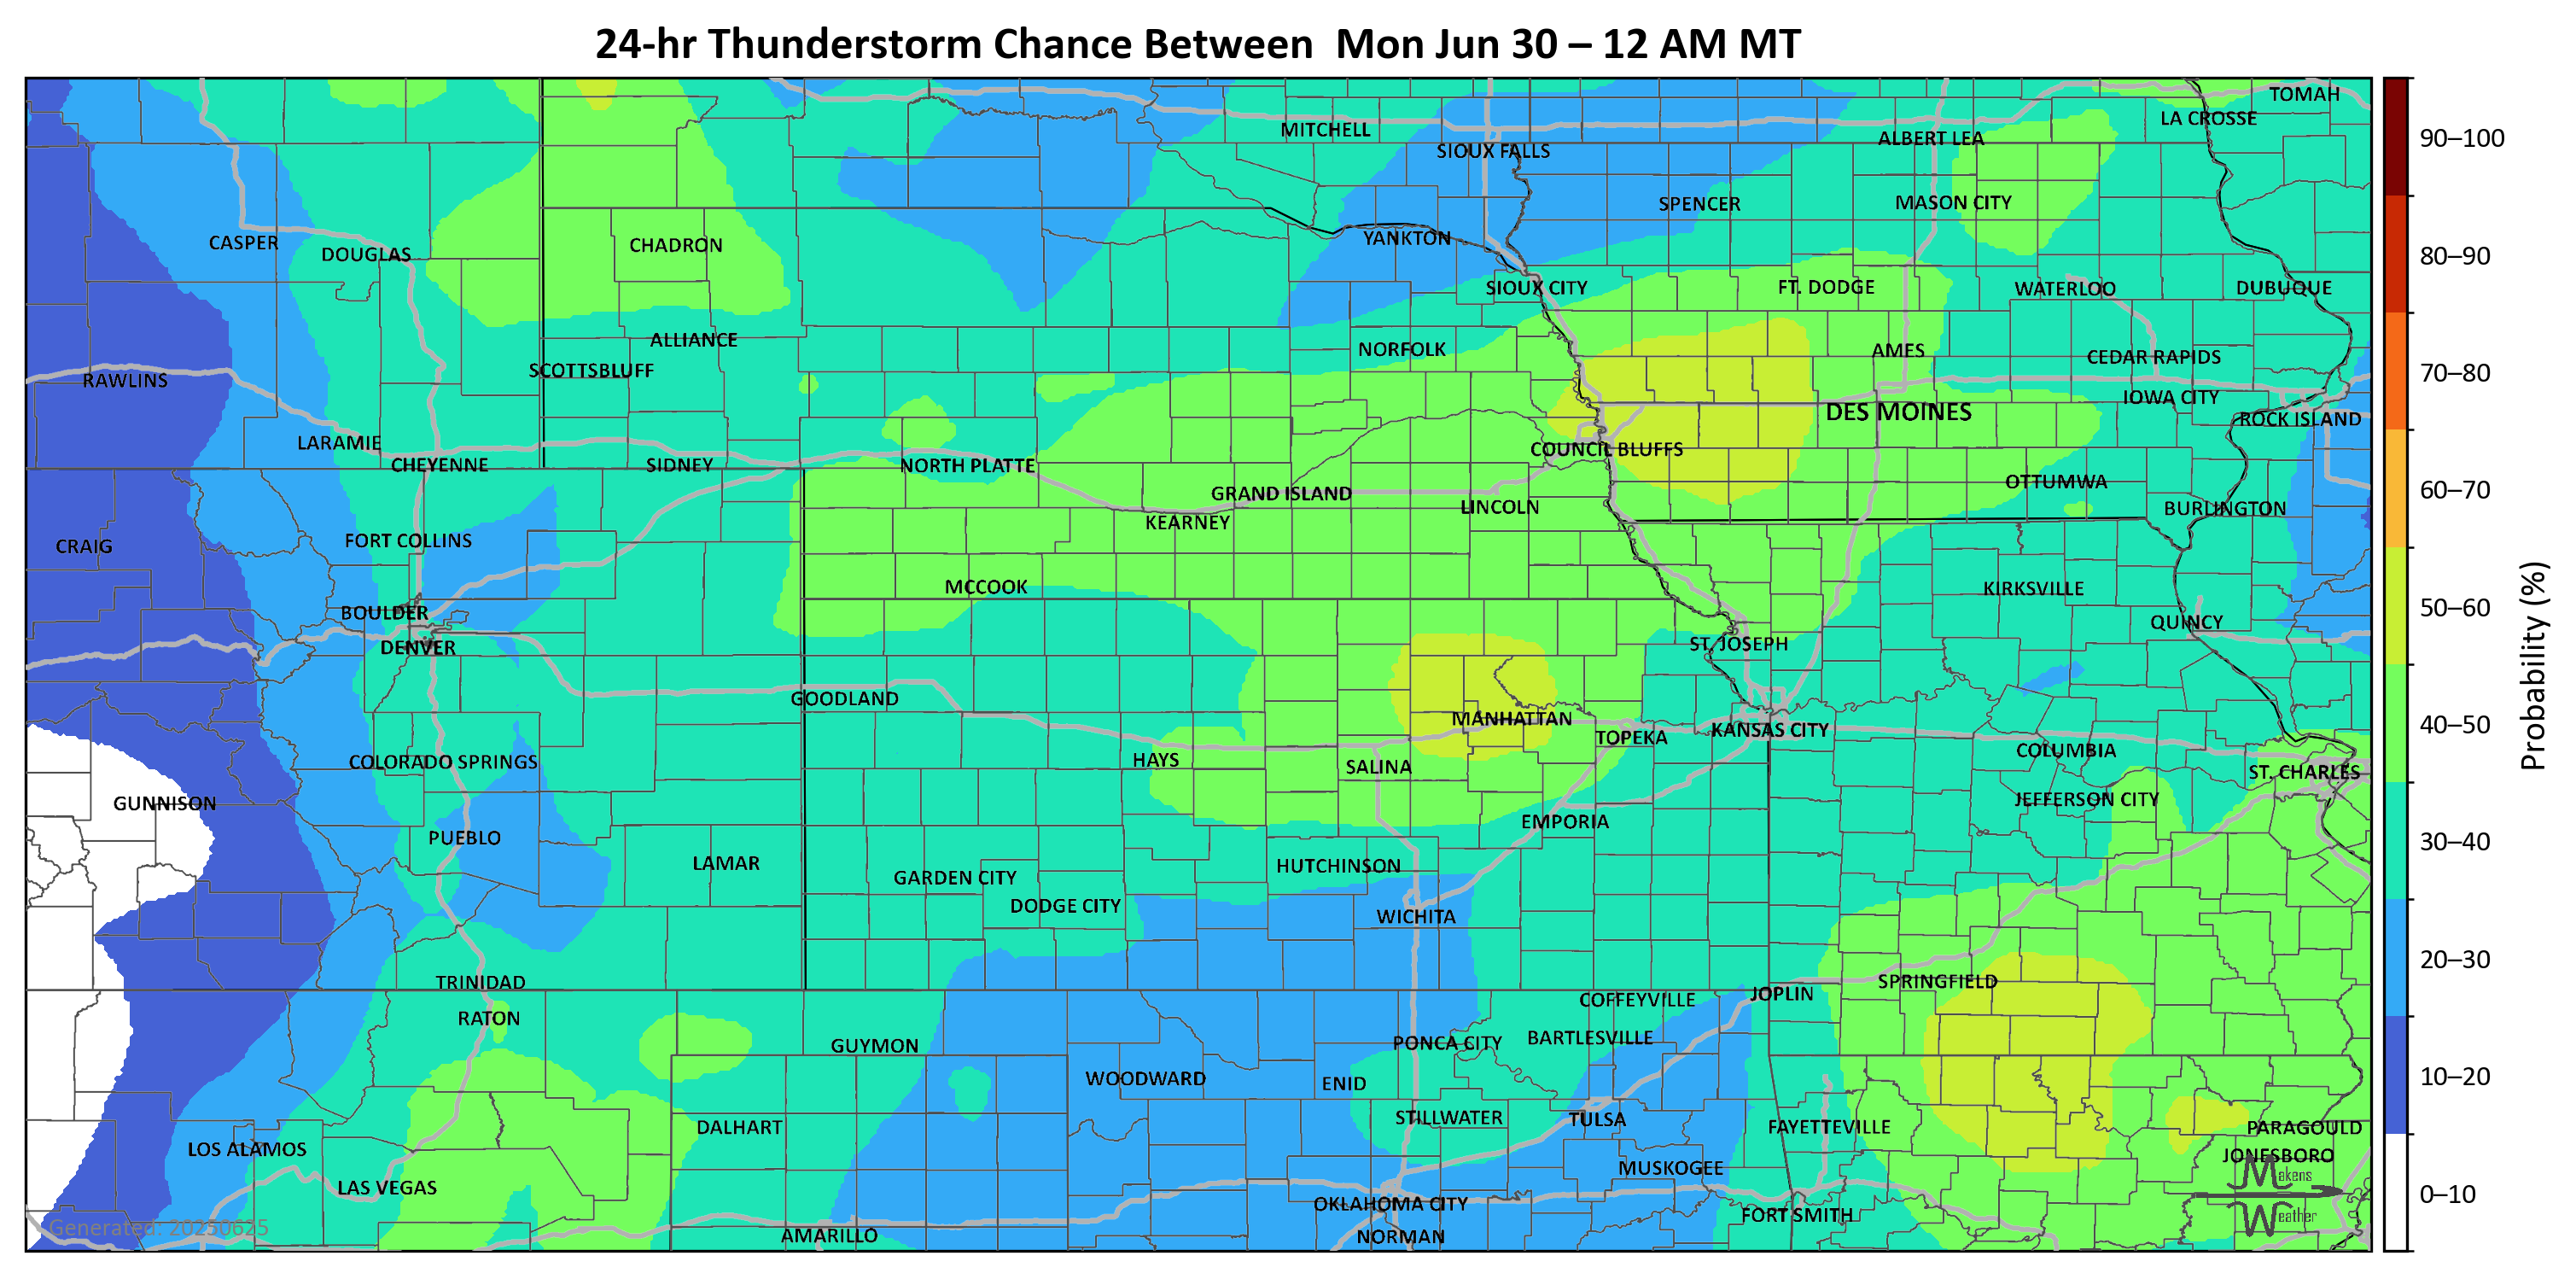 24-hr Thunderstorm Chance Between  Mon Jun 30 – 12 AM MT
TOMAH
LA CROSSE
MITCHELL
ALBERT LEA
SIOUX FALLS
SPENCER
MASON CITY
YANKTON
CASPER
DOUGLAS
CHADRON
SIOUX CITY
FT. DODGE
WATERLOO
DUBUQUE
ALLIANCE
NORFOLK
AMES
CEDAR RAPIDS
SCOTTSBLUFF
RAWLINS
IOWA CITY
DES MOINES
ROCK ISLAND
LARAMIE
COUNCIL BLUFFS
CHEYENNE
SIDNEY
NORTH PLATTE
OTTUMWA
GRAND ISLAND
LINCOLN
BURLINGTON
KEARNEY
CRAIG
FORT COLLINS
MCCOOK
KIRKSVILLE
BOULDER
QUINCY
DENVER
ST. JOSEPH
GOODLAND
MANHATTAN
TOPEKA
KANSAS CITY
COLUMBIA
COLORADO SPRINGS
HAYS
SALINA
ST. CHARLES
GUNNISON
JEFFERSON CITY
EMPORIA
PUEBLO
LAMAR
HUTCHINSON
GARDEN CITY
DODGE CITY
WICHITA
TRINIDAD
SPRINGFIELD
JOPLIN
COFFEYVILLE
RATON
BARTLESVILLE
GUYMON
PONCA CITY
WOODWARD
ENID
STILLWATER
TULSA
DALHART
FAYETTEVILLE
PARAGOULD
LOS ALAMOS
JONESBORO
MUSKOGEE
LAS VEGAS
OKLAHOMA CITY
FORT SMITH
AMARILLO
NORMAN
Generated: 20250625
Makens
Weather
90–100
80–90
70–80
60–70
50–60
40–50
30–40
20–30
10–20
0–10
Probability (%)